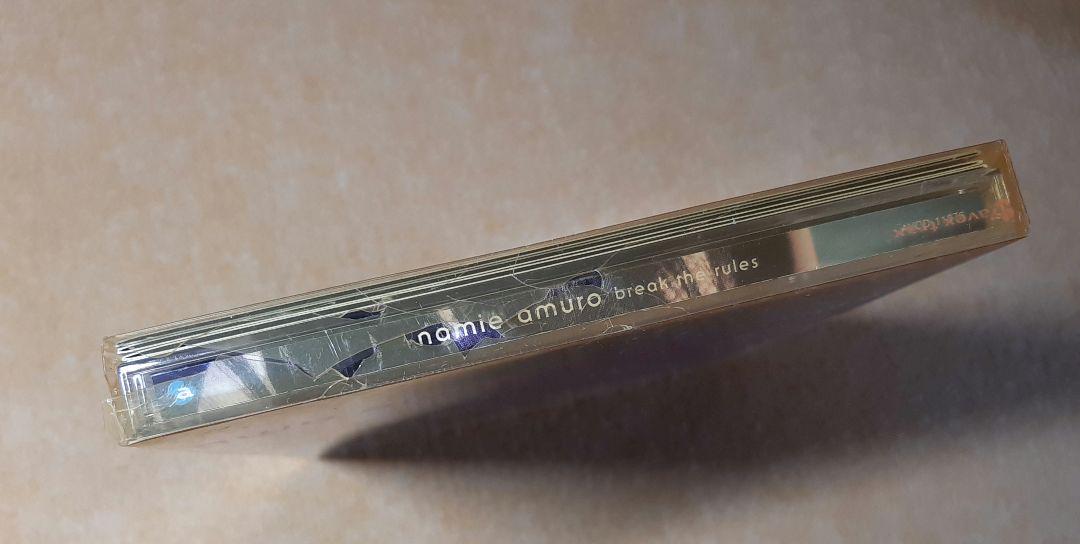 a
namie amuro break the rules